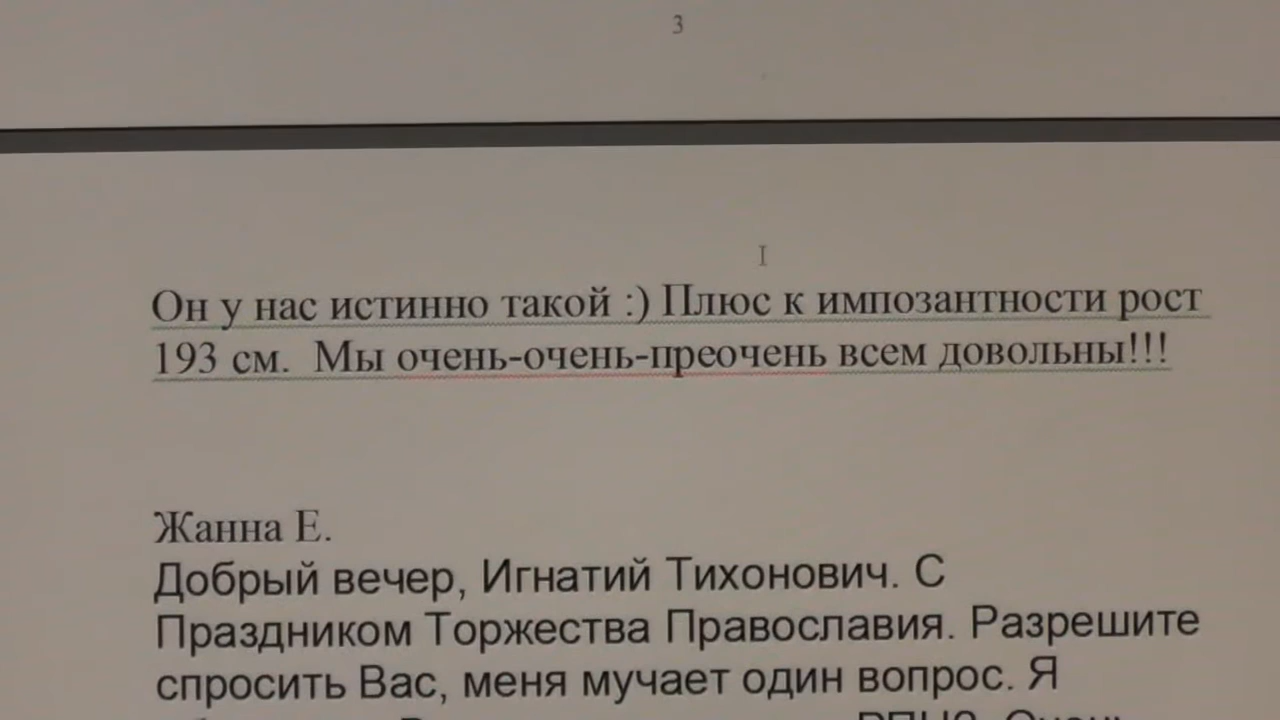 3
Он у нас истинно такой :) Плюс к импозантности рост
193 см. Мы очень-очень-преочень всем довольны!!!
Жанна Е.
Добрый вечер, Игнатий Тихонович. С
Праздником Торжества Православия. Разрешите
спросить Вас, меня мучает один вопрос. Я